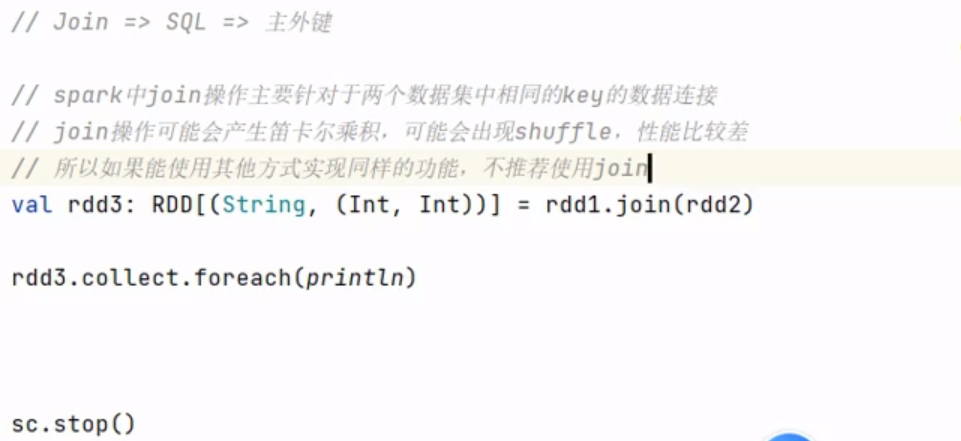 // Join => SQL => 主外键
// spark中join操作主要针对于两个数据集中相同的key的数据连接
// join操作可能会产生笛卡尔乘积，可能会出现shuffle，性能比较差
// 所以如果能使用其他方式实现同样的功能，不推荐使用join
val rdd3: RDD[(String, (Int, Int))] = rdd1.join(rdd2)
rdd3.collect.foreach(println)
sc.stop()